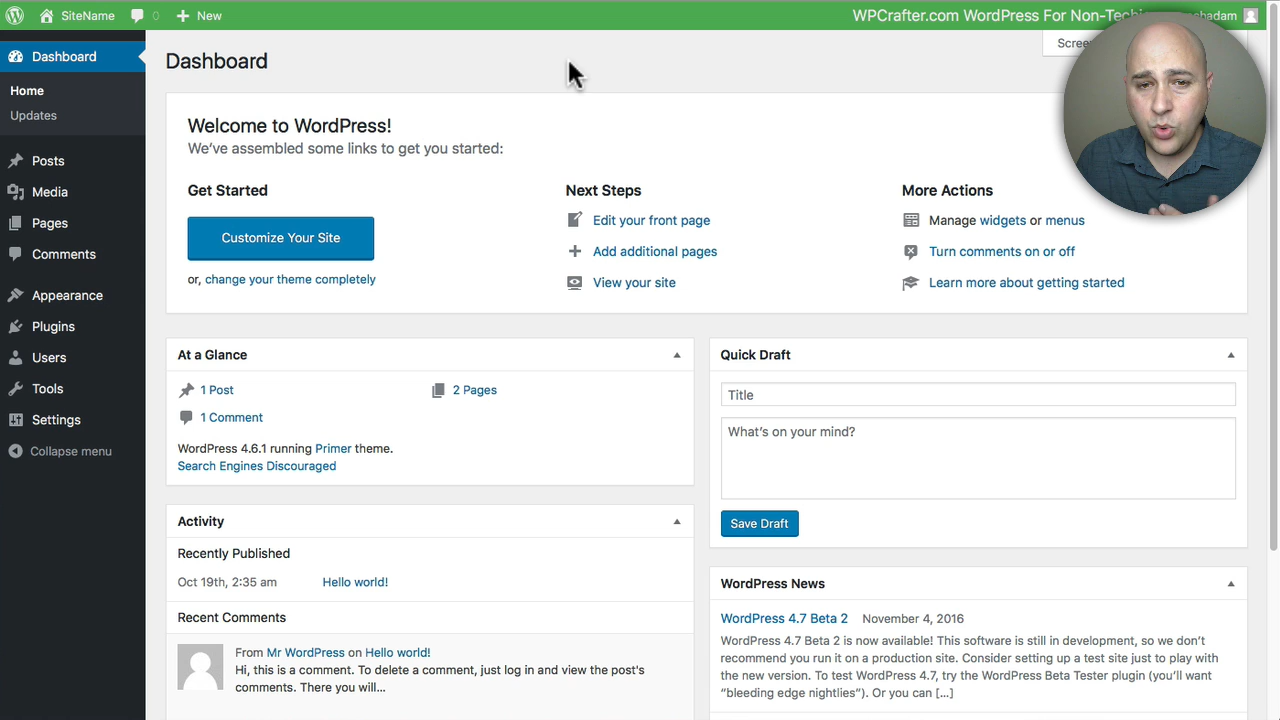 SiteName
0
New
WPCrafter.com WordPress For Non-Techi
Dashboard
Home
Updates
Posts
Media
Pages
Comments
Appearance
Plugins
Users
Tools
Settings
Collapse menu
Dashboard
Welcome to WordPress!
We've assembled some links to get you started:
Get Started
Customize Your Site
or, change your theme completely
Next Steps
Edit your front page
Add additional pages
View your site
More Actions
Manage widgets or menus
Turn comments on or off
Learn more about getting started
At a Glance
1 Post
2 Pages
1 Comment
WordPress 4.6.1 running Primer theme.
Search Engines Discouraged
Activity
Recently Published
Oct 19th, 2:35 am Hello world!
Recent Comments
From Mr WordPress on Hello world!
Hi, this is a comment. To delete a comment, just log in and view the post's
comments. There you will...
Quick Draft
Title
What's on your mind?
Save Draft
WordPress News
WordPress 4.7 Beta 2 November 4, 2016
WordPress 4.7 Beta 2 is now available! This software is still in development, so we don't
recommend you run it on a production site. Consider setting up a test site just to play with
the new version. To test WordPress 4.7, try the WordPress Beta Tester plugin (you'll want
"bleeding edge nightlies"). Or you can [...]